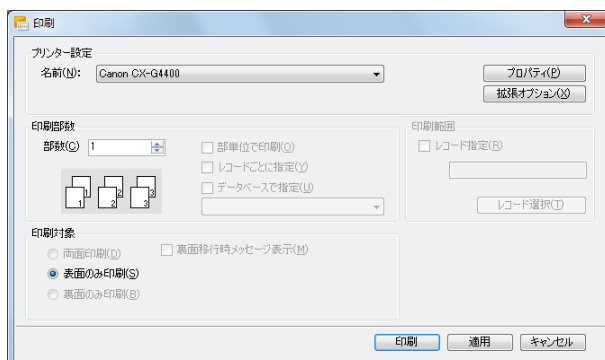 印刷
プリンター設定
名前(N): Canon CX-G4400
プロパティ(P)
拡張オプション(X)
印刷部数
部数(C) 1
部単位で印刷(O)
レコードごとに指定(Y)
データベースで指定(U)
1 1 2 2 3 3
印刷範囲
レコード指定(R)
レコード選択(T)
印刷対象
両面印刷(D)
裏面移行時メッセージ表示(M)
表面のみ印刷(S)
裏面のみ印刷(B)
印刷 適用 キャンセル